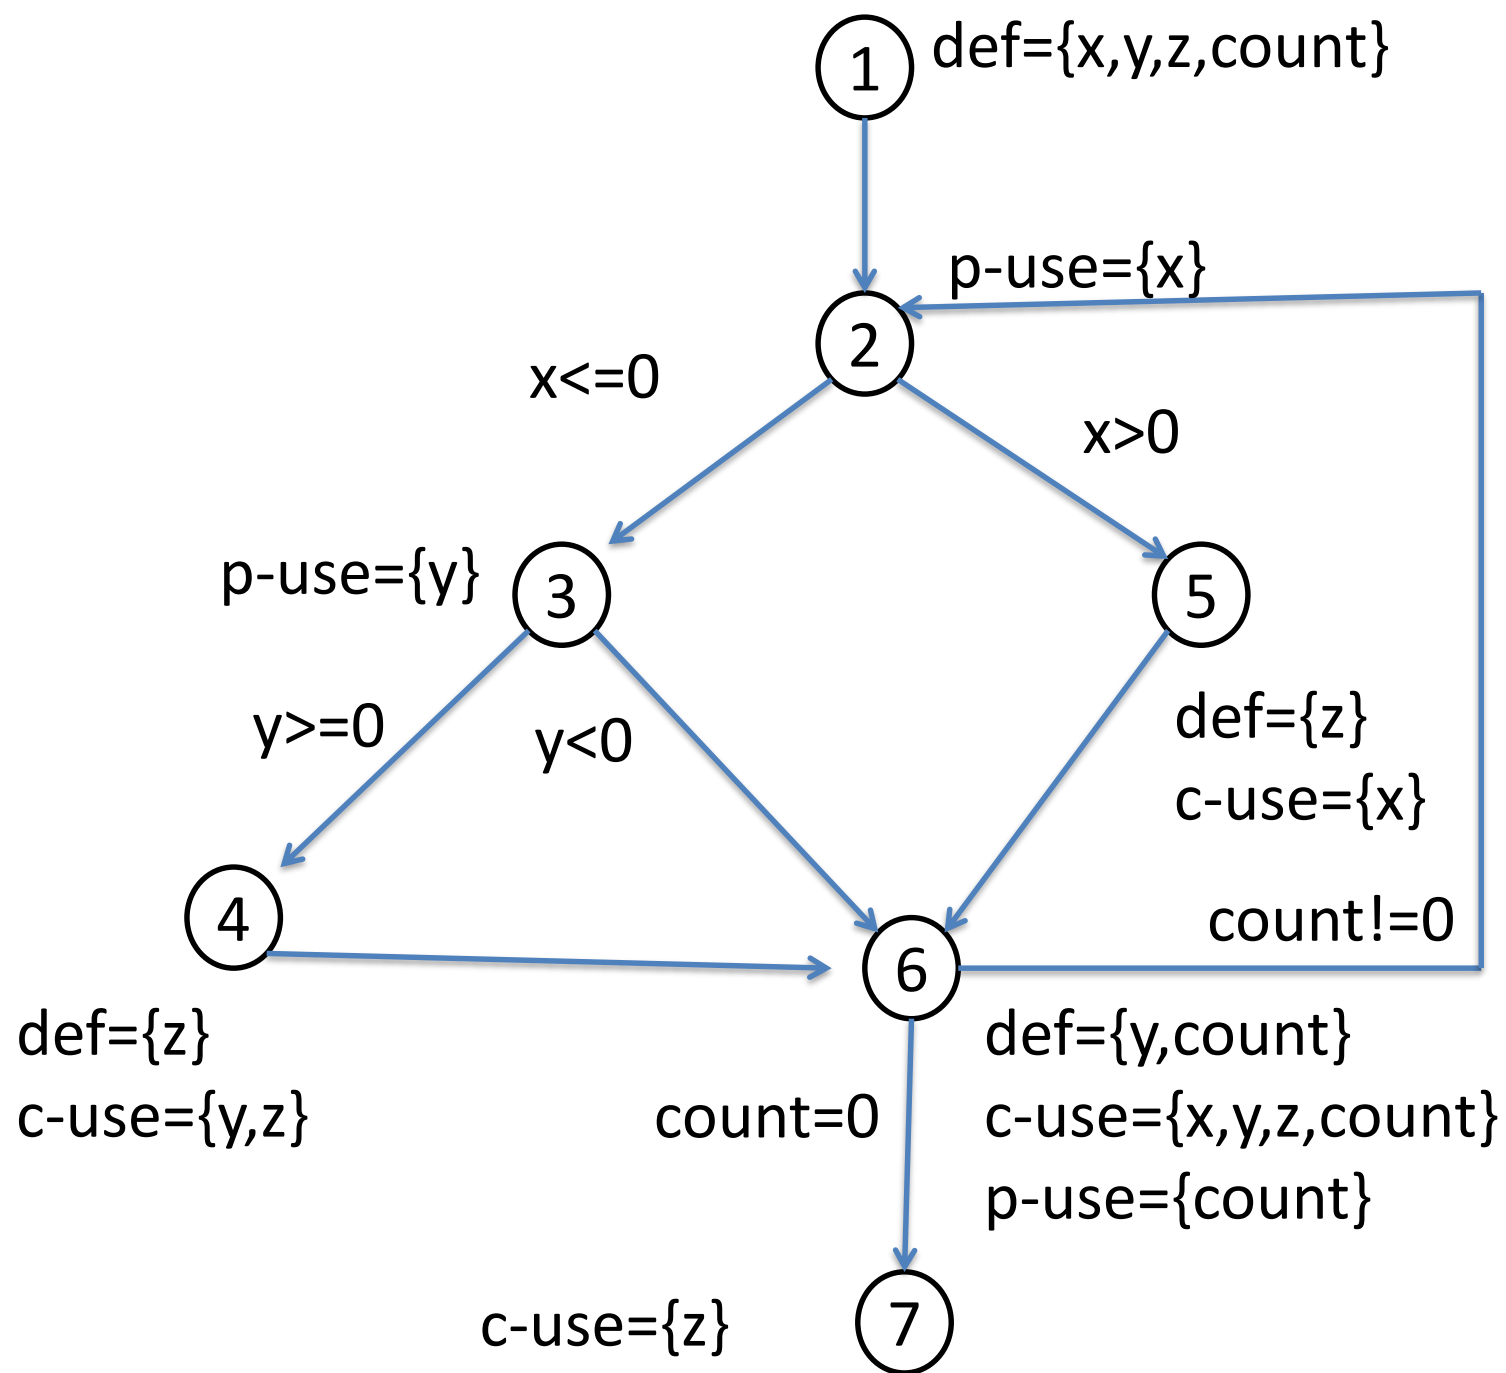 1 def={x,y,z,count}
p-use={x}
2
x<=0
x>0
p-use={y} 3
5
y>=0
y<0
def={z}
c-use={x}
4
6
count!=0
def={z}
c-use={y,z}
count=0
def={y,count}
c-use={x,y,z,count}
p-use={count}
c-use={z} 7